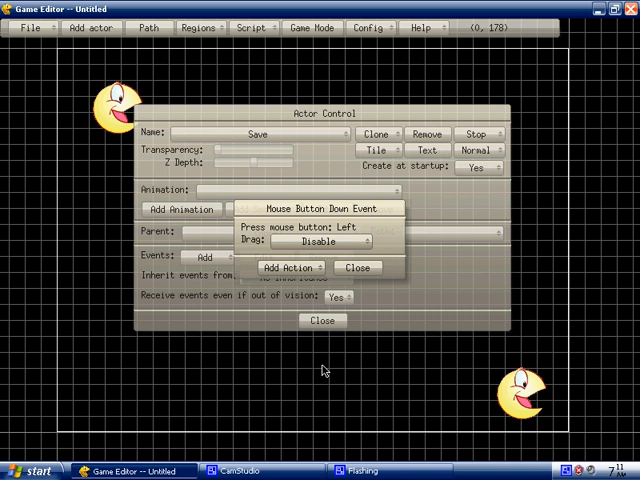 Game Editor -- Untitled
File Add actor Path Regions Script Game Mode Config Help (0, 178)
Actor Control
Name: Save Clone Remove Stop
Transparency: Tile Text Normal
Z Depth: Create at startup: Yes
Animation:
Add Animation
Mouse Button Down Event
Press mouse button: Left
Drag: Disable
Add Action Close
Parent:
Events: Add
Inherit events from:
Receive events even if out of vision: Yes
Close
start Game Editor -- Untitled CamStudio Flashing 7 11 AM